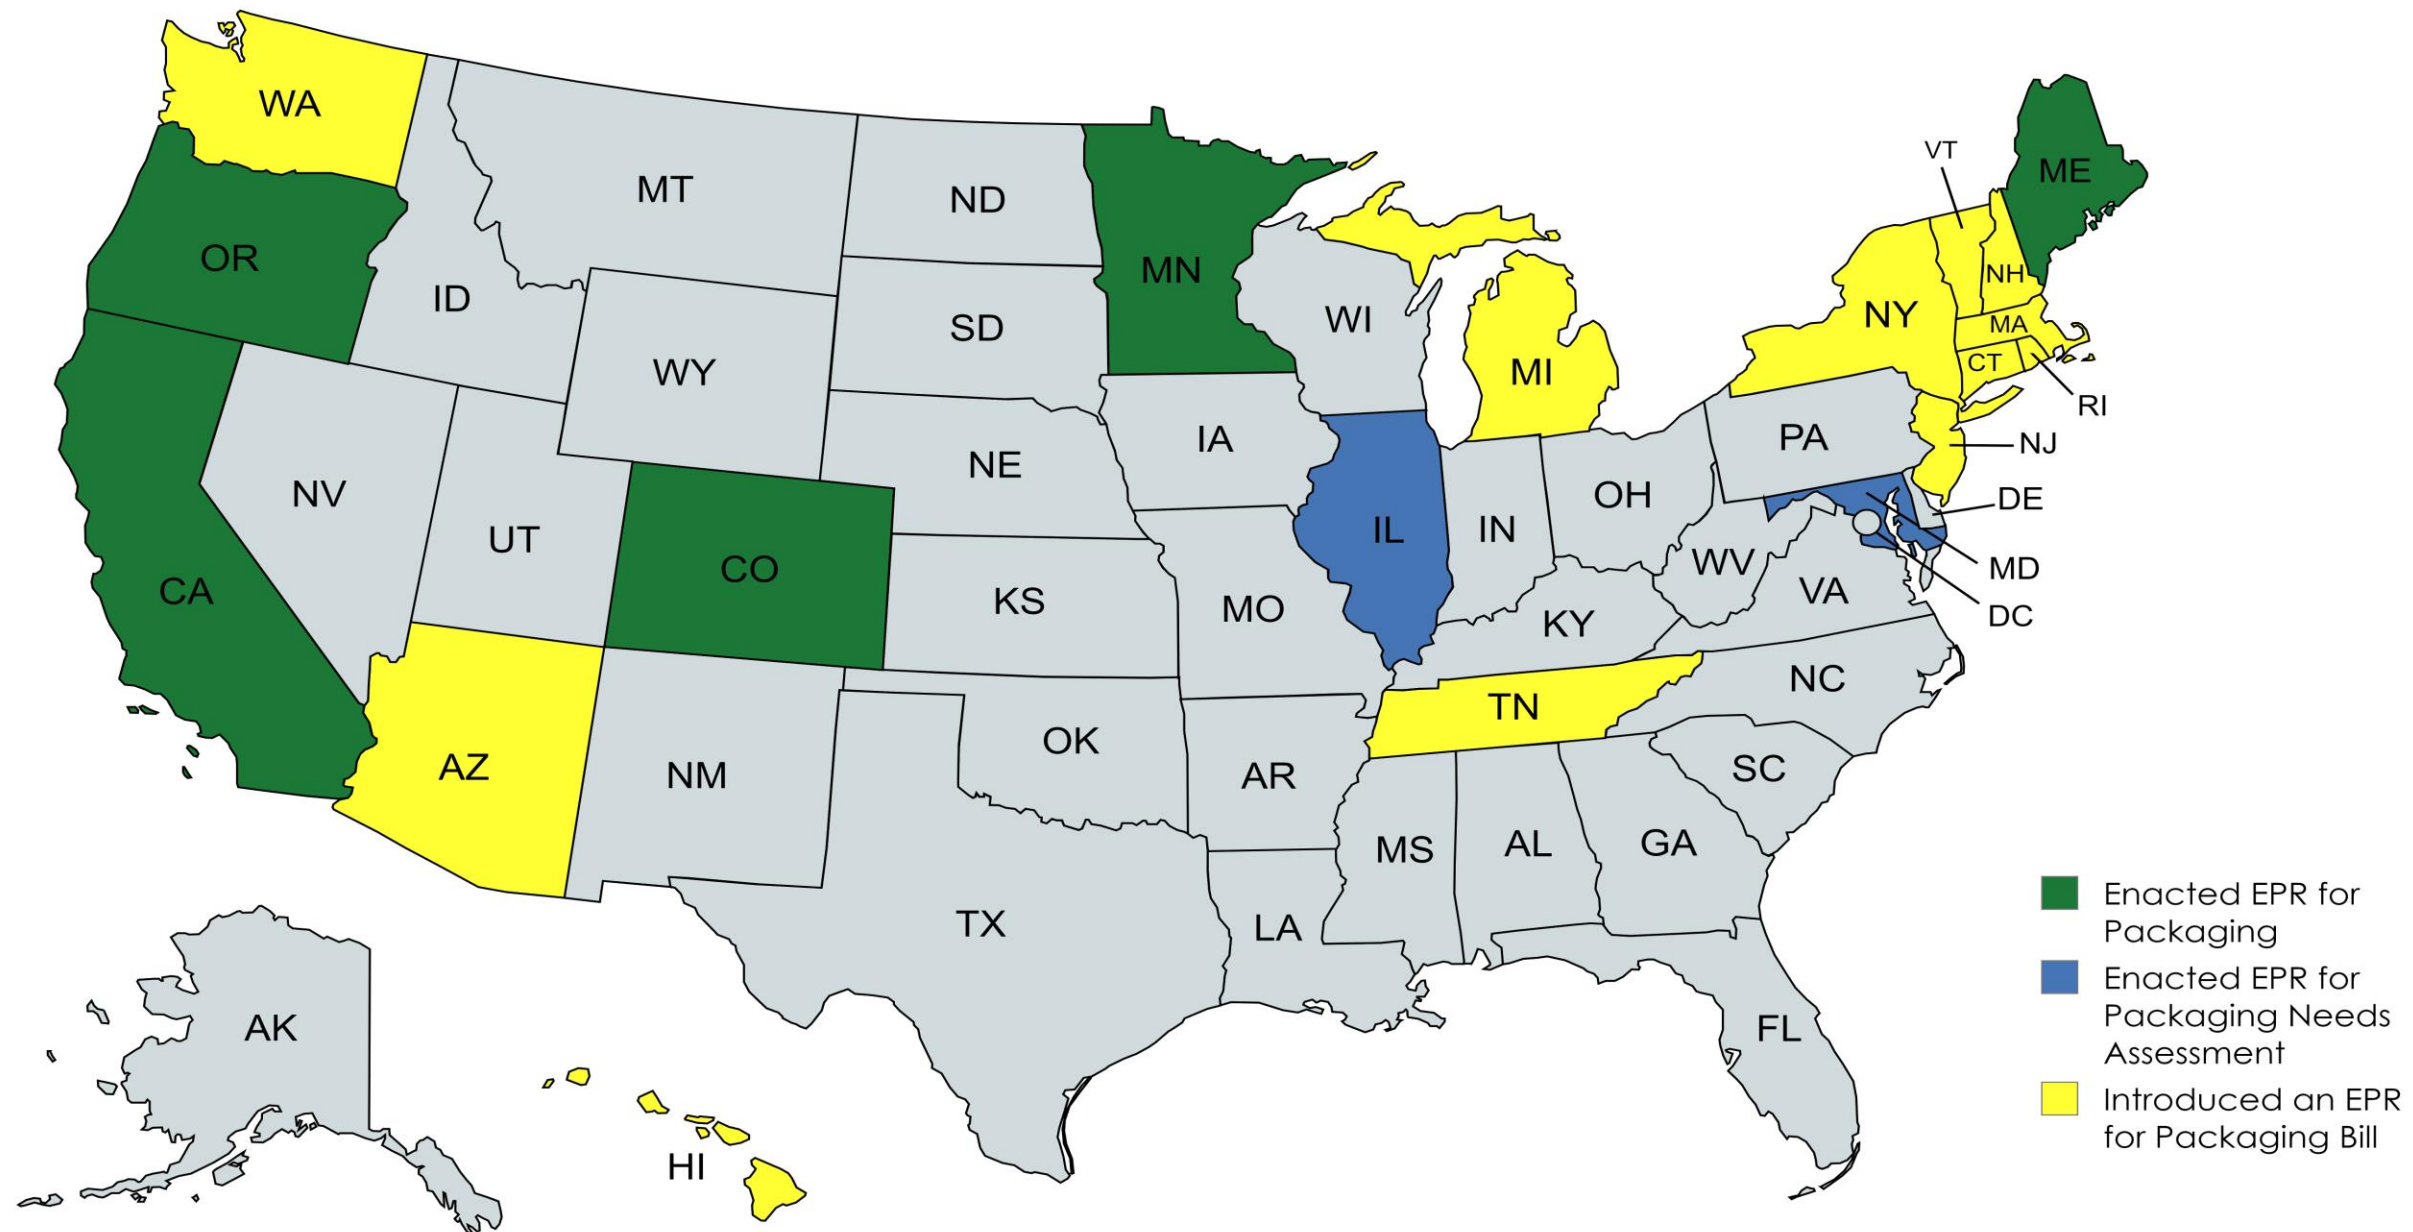 WA
VT
ME
MT
ND
OR
MN
NH
ID
SD
WI
NY
MA
WY
MI
CT
RI
IA
PA
NJ
NE
NV
OH
DE
UT
IL
IN
CO
WV
MD
CA
KS
MO
KY
VA
DC
NC
TN
OK
AZ
NM
AR
SC
MS
AL
GA
TX
LA
AK
FL
HI
Enacted EPR for
Packaging
Enacted EPR for
Packaging Needs
Assessment
Introduced an EPR
for Packaging Bill